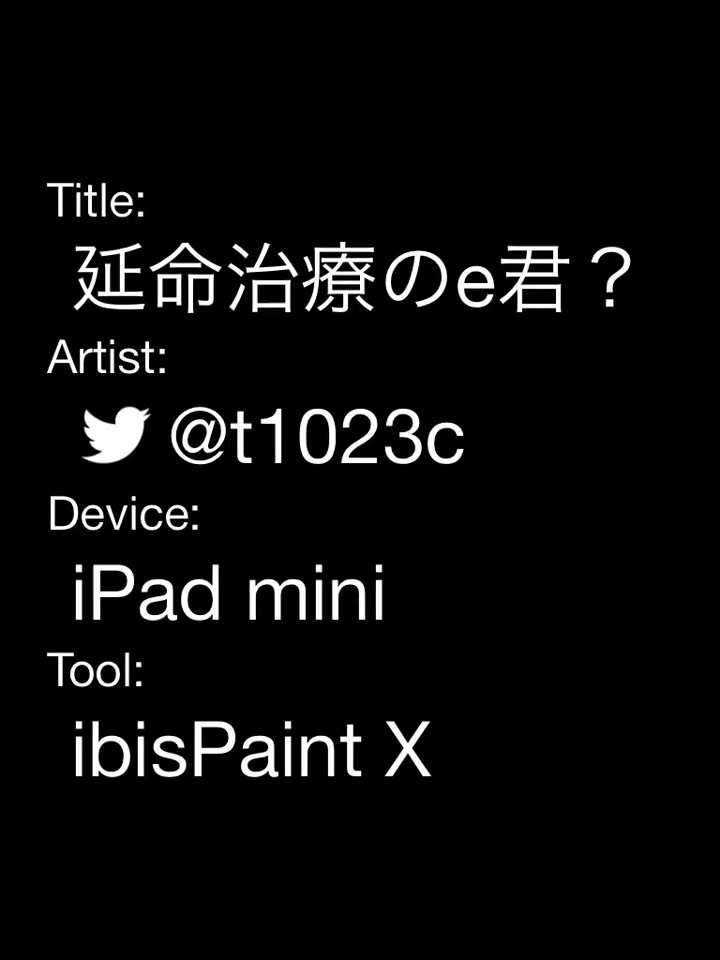 Title:
延命治療のe君？
Artist:
@t1023c
Device:
iPad mini
Tool:
ibisPaint X